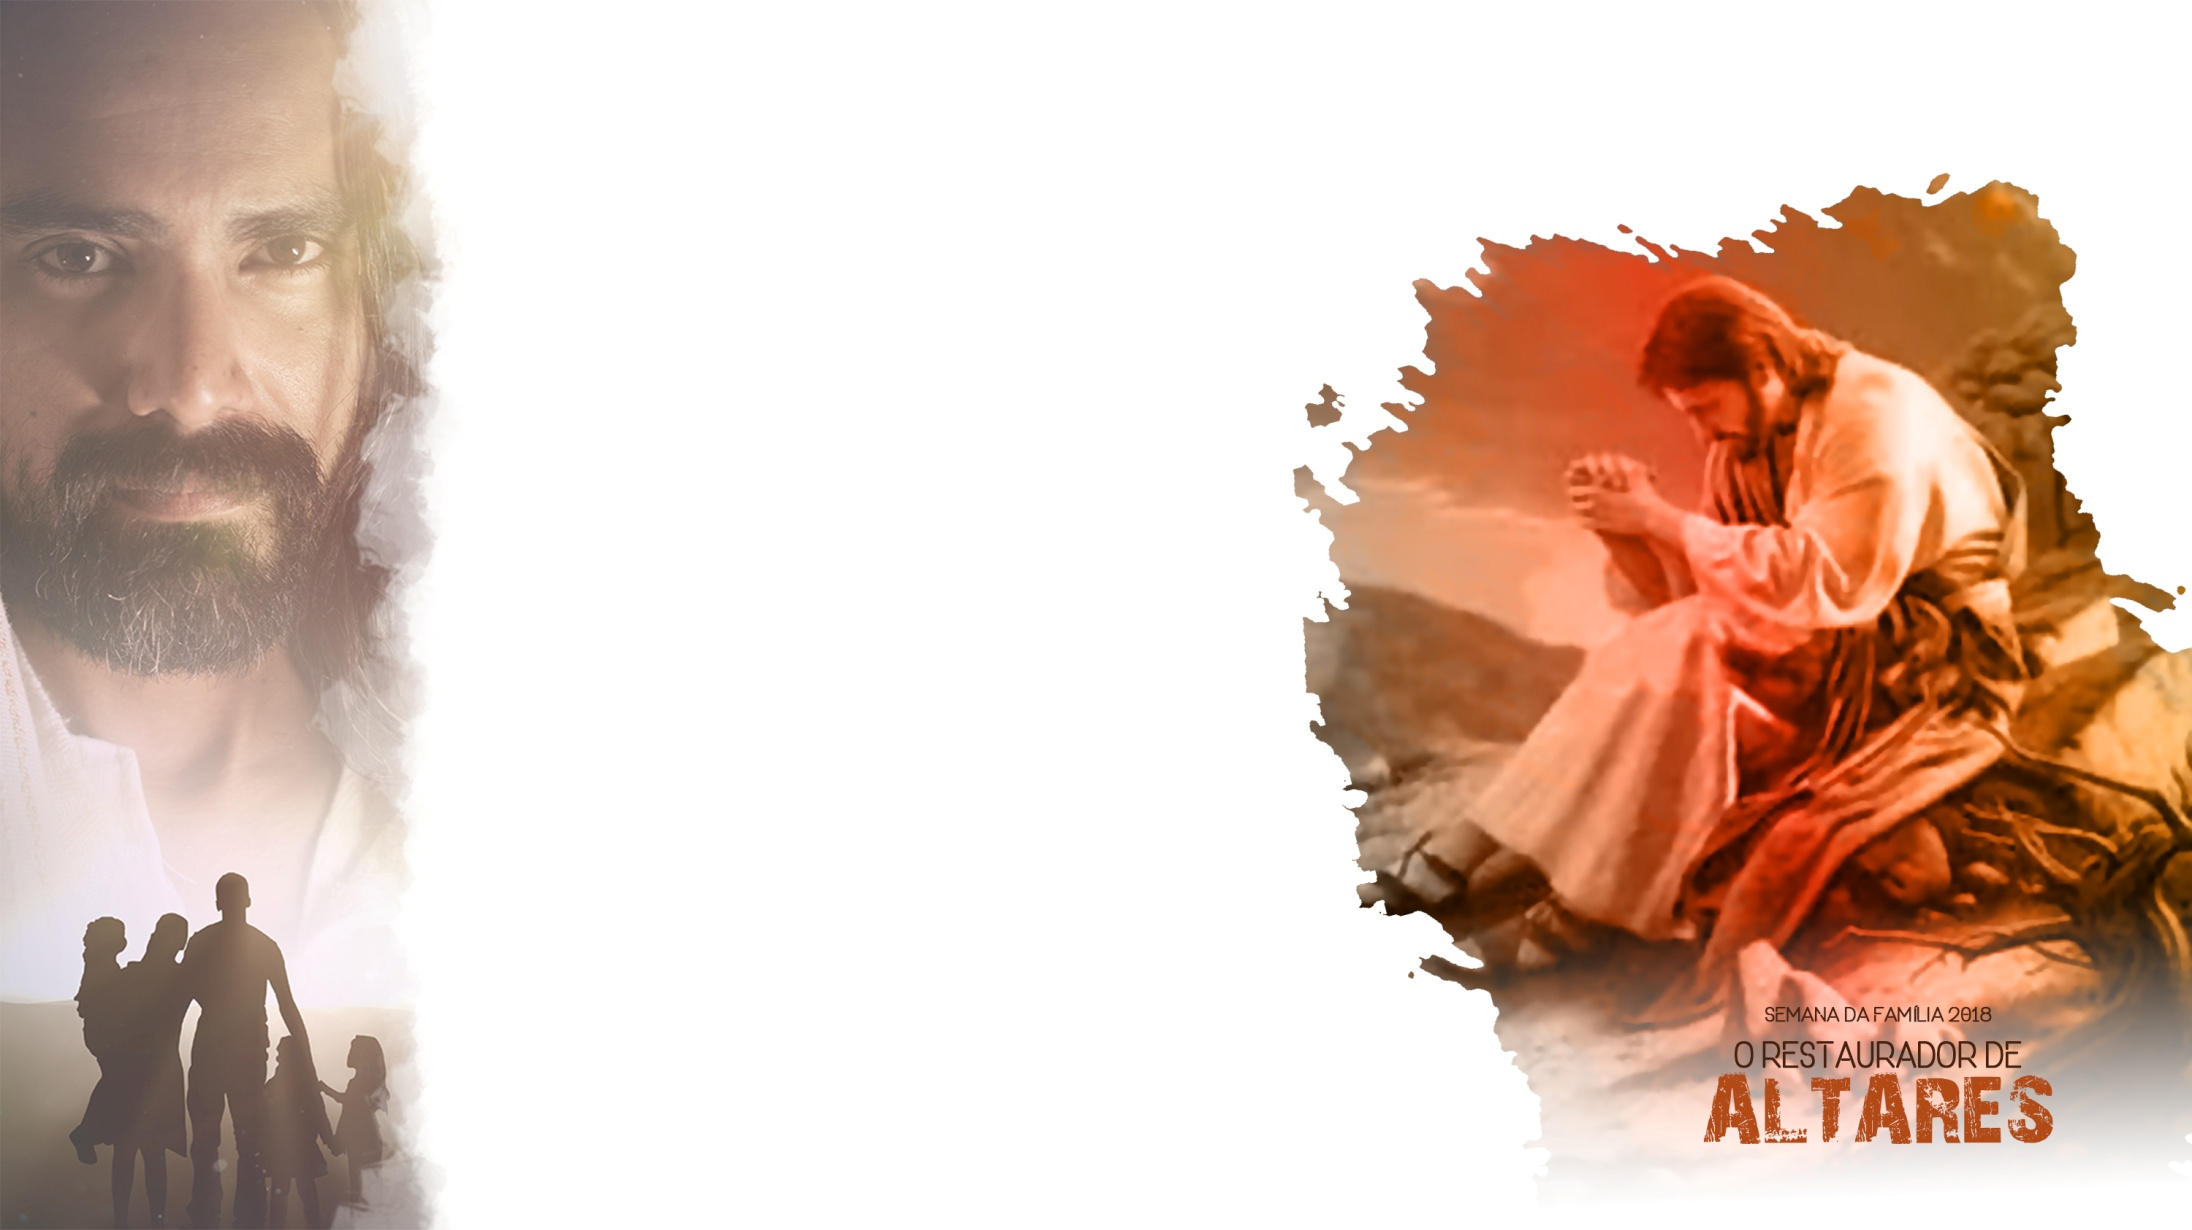 SEMANA DA FAMÍLIA 2018
O RESTAURADOR DE
ALTARES